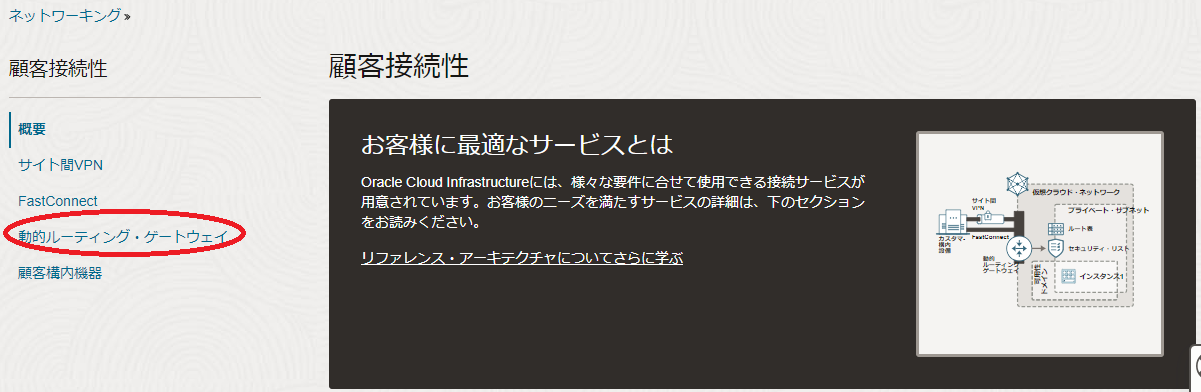 ネットワーキング »
顧客接続性
概要
サイト間VPN
FastConnect
動的ルーティング・ゲートウェイ
顧客構内機器
顧客接続性
お客様に最適なサービスとは
Oracle Cloud Infrastructureには、様々な要件に合せて使用できる接続サービスが
用意されています。お客様のニーズを満たすサービスの詳細は、下のセクション
をお読みください。
リファレンス・アーキテクチャについてさらに学ぶ
仮想クラウド・ネットワーク
サイト間
VPN
プライベート・サブネット
ルート表
カスタマ-
構内
設備
FastConnect
セキュリティ・リスト
動的
ルーティング
ゲートウェイ
可用性
ドメイン
インスタンス1